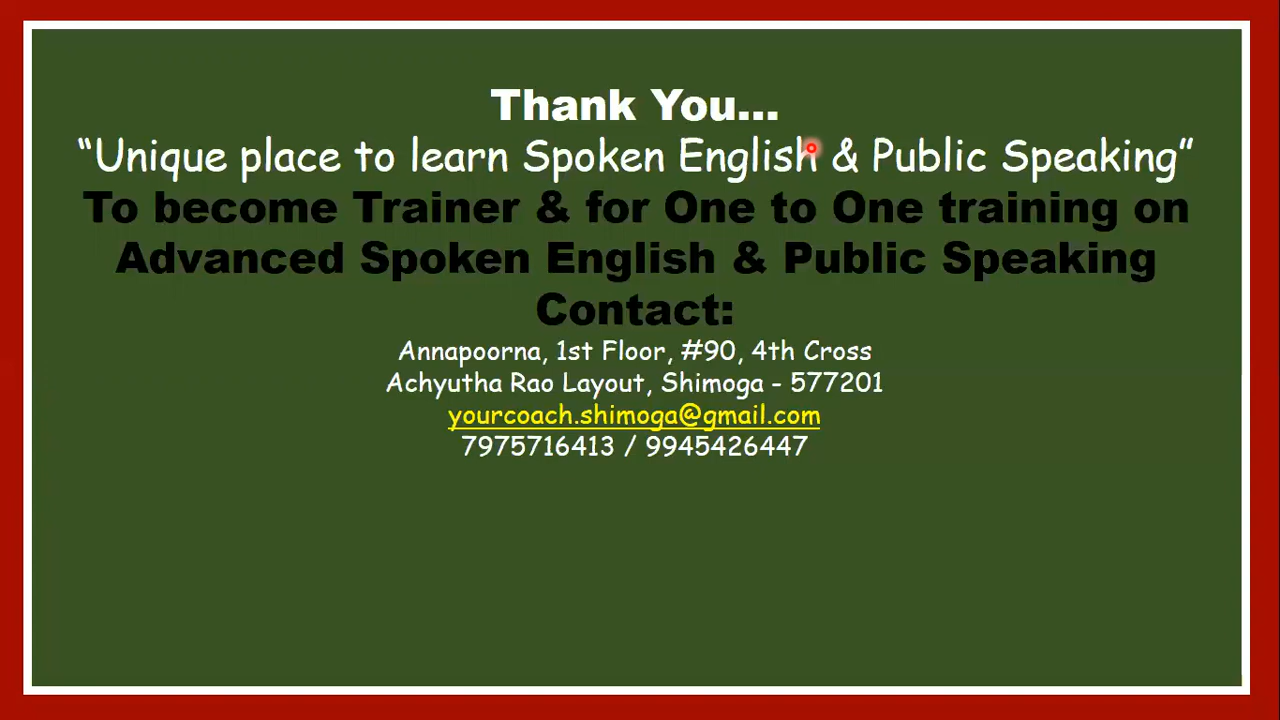 Thank You...
“Unique place to learn Spoken English & Public Speaking”
To become Trainer & for One to One training on
Advanced Spoken English & Public Speaking
Contact:
Annapoorna, 1st Floor, #90, 4th Cross
Achyutha Rao Layout, Shimoga - 577201
yourcoach.shimoga@gmail.com
7975716413 / 9945426447